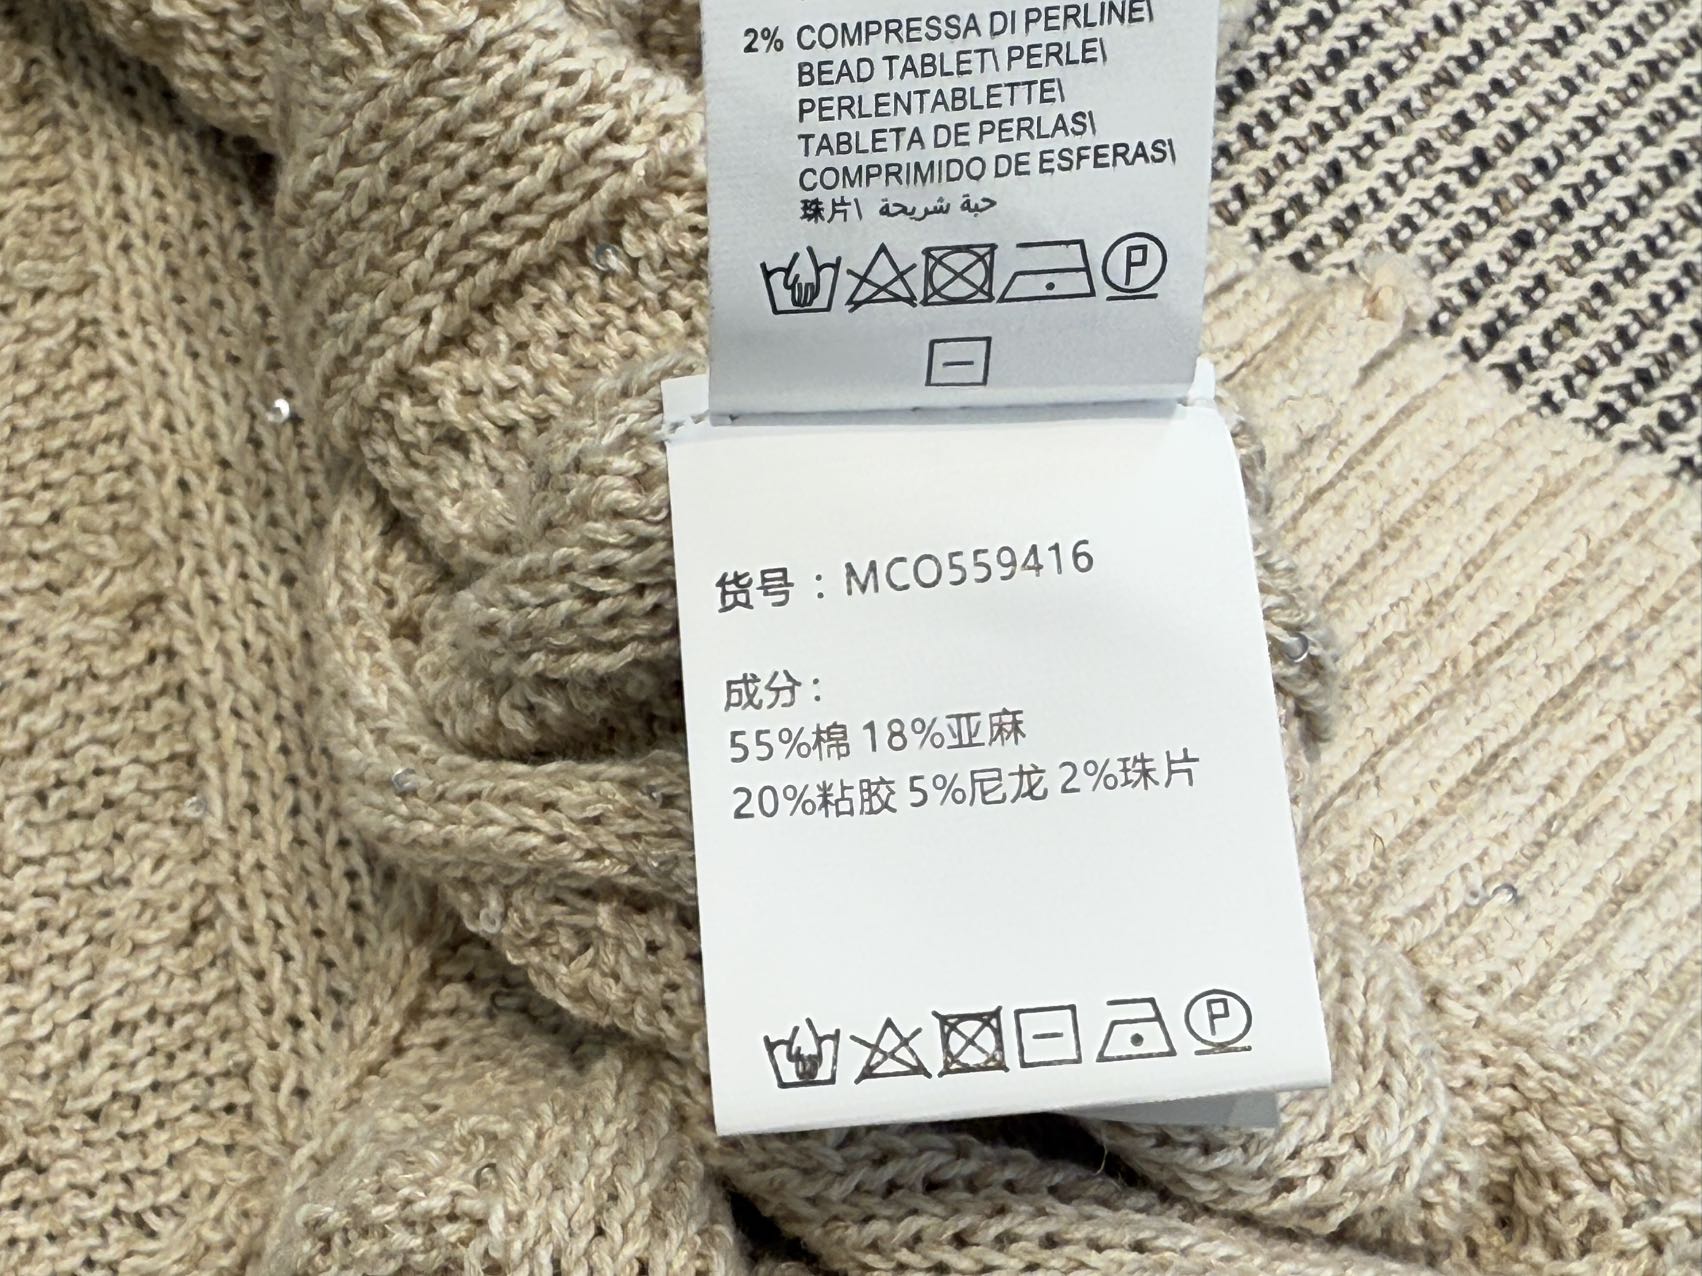 2% COMPRESSA DI PERLINE\
BEAD TABLET\ PERLE\
PERLENTABLETTE\
TABLETA DE PERLAS\
COMPRIMIDO DE ESFERAS\
珠片\ حبة شريحة
P
货号：MCO559416
成分：
55%棉 18%亚麻
20%粘胶 5%尼龙 2%珠片
P